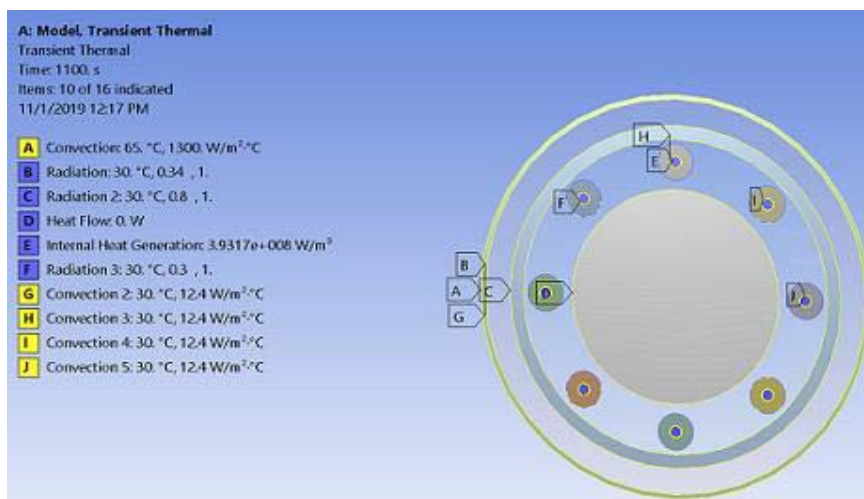 A: Model, Transient Thermal
Transient Thermal
Time: 1100. s
Items: 10 of 16 indicated
11/1/2019 12:17 PM
A Convection: 65. °C, 1300. W/m²·°C
B Radiation: 30. °C, 0.34 , 1.
C Radiation 2: 30. °C, 0.8 , 1.
D Heat Flow: 0. W
E Internal Heat Generation: 3.9317e+008 W/m³
F Radiation 3: 30. °C, 0.3 , 1.
G Convection 2: 30. °C, 12.4 W/m²·°C
H Convection 3: 30. °C, 12.4 W/m²·°C
I Convection 4: 30. °C, 12.4 W/m²·°C
J Convection 5: 30. °C, 12.4 W/m²·°C
H
E
F
I
B
A C
J
G